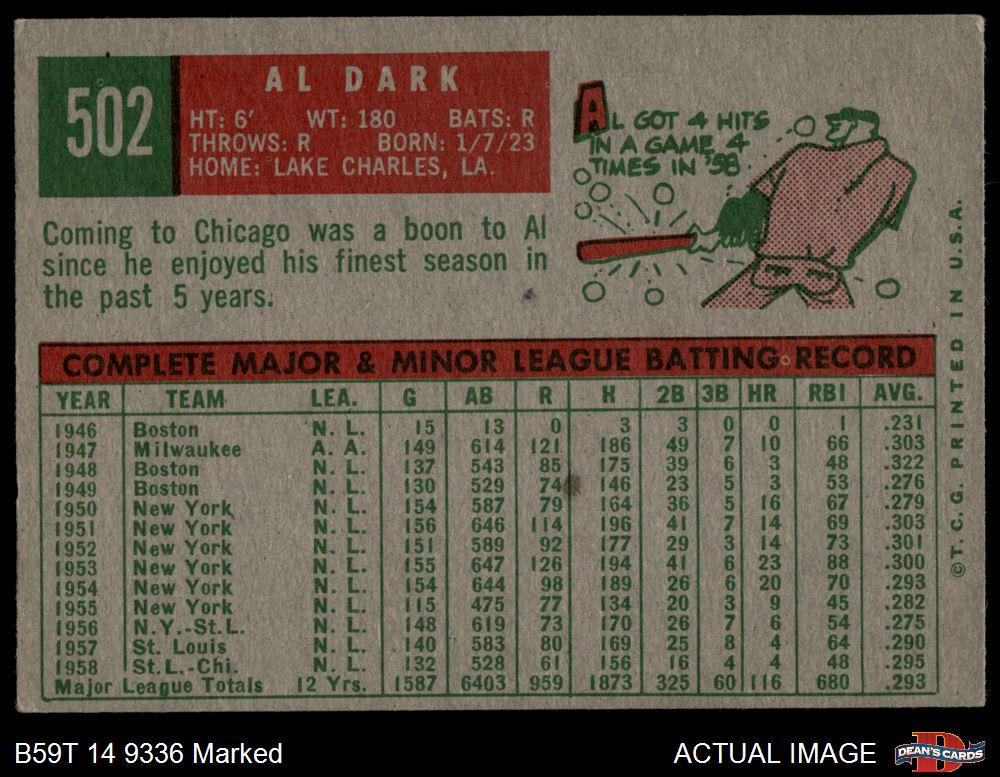 502
AL DARK
HT: 6' WT: 180 BATS: R
THROWS: R BORN: 1/7/23
HOME: LAKE CHARLES, LA.
AL GOT 4 HITS
IN A GAME, 4
TIMES IN '58
Coming to Chicago was a boon to Al
since he enjoyed his finest season in
the past 5 years.
COMPLETE MAJOR & MINOR LEAGUE BATTING RECORD
YEAR TEAM LEA. G AB R H 2B 3B HR RBI AVG.
1946 Boston N. L. 15 13 0 3 3 0 0 1 .231
1947 Milwaukee A. A. 149 614 121 186 49 7 10 66 .303
1948 Boston N. L. 137 543 85 175 39 6 3 48 .322
1949 Boston N. L. 130 529 74 146 23 5 3 53 .276
1950 New York N. L. 154 587 79 164 36 5 16 67 .279
1951 New York N. L. 156 646 114 196 41 7 14 69 .303
1952 New York N. L. 151 589 92 177 29 3 14 73 .301
1953 New York N. L. 155 647 126 194 41 6 23 88 .300
1954 New York N. L. 154 644 98 189 26 6 20 70 .293
1955 New York N. L. 115 475 77 134 20 3 9 45 .282
1956 N.Y.-St.L. N. L. 148 619 73 170 26 7 6 54 .275
1957 St. Louis N. L. 140 583 80 169 25 8 4 64 .290
1958 St.L.-Chi. N. L. 132 528 61 156 16 4 4 48 .295
Major League Totals 12 Yrs. 1587 6403 959 1873 325 60 116 680 .293
©T. C. G. PRINTED IN U.S.A.
B59T 14 9336 Marked
ACTUAL IMAGE
DEAN'S CARDS